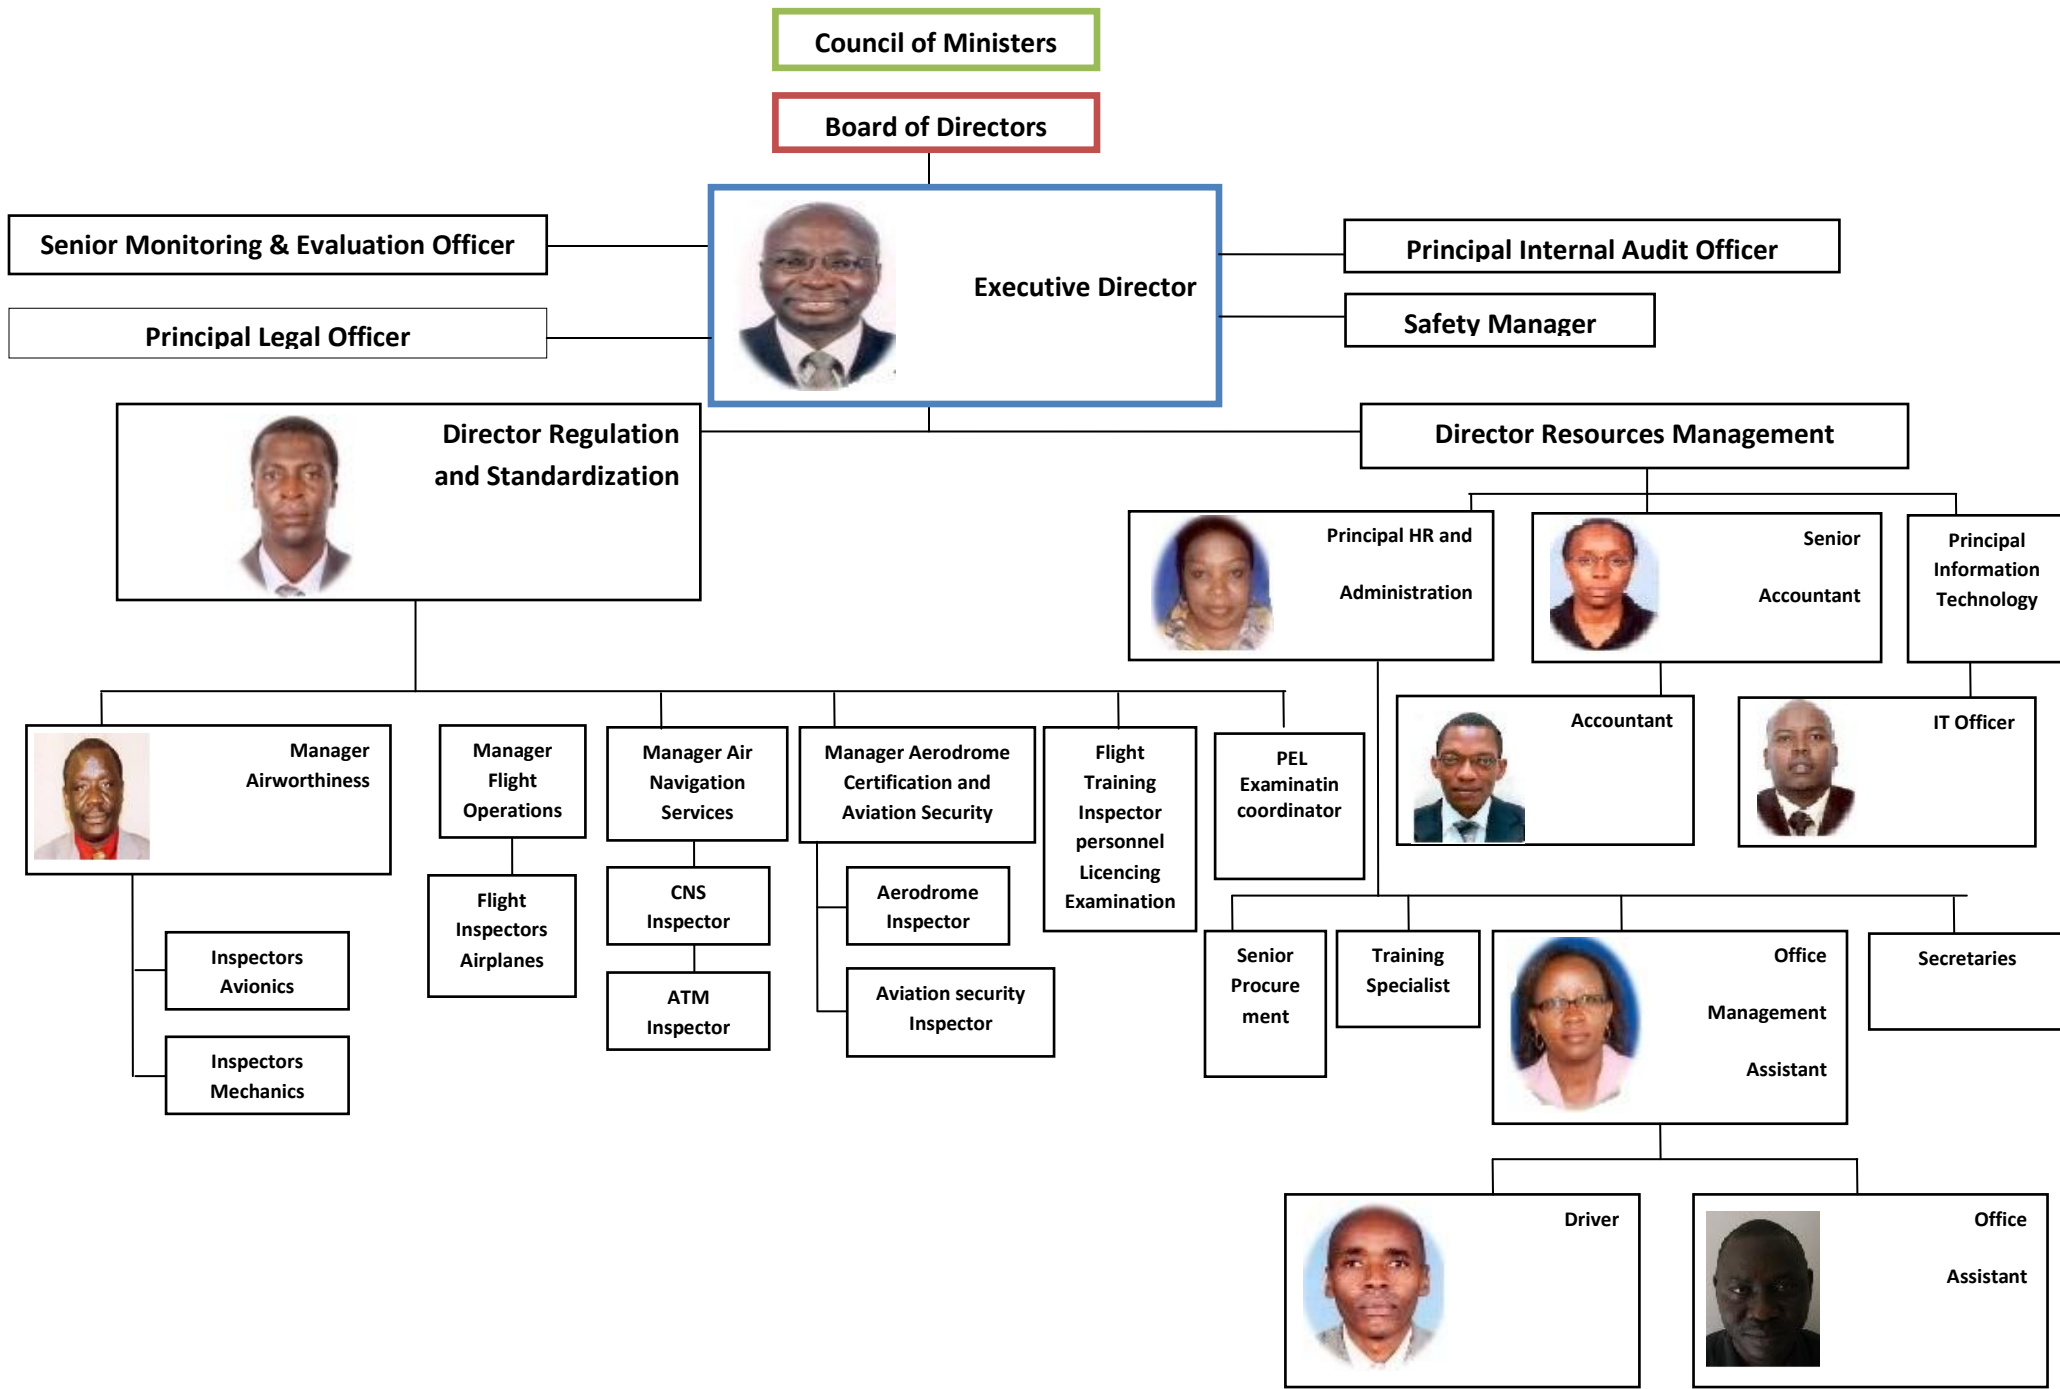 Council of Ministers
Board of Directors
Senior Monitoring & Evaluation Officer
Executive Director
Principal Internal Audit Officer
Principal Legal Officer
Safety Manager
Director Regulation
and Standardization
Director Resources Management
Principal HR and
Administration
Senior
Accountant
Principal
Information
Technology
Accountant
IT Officer
Manager
Airworthiness
Manager
Flight
Operations
Manager Air
Navigation
Services
Manager Aerodrome
Certification and
Aviation Security
Flight
Training
Inspector
personnel
Licencing
Examination
PEL
Examinatin
coordinator
Inspectors
Avionics
Inspectors
Mechanics
Flight
Inspectors
Airplanes
CNS
Inspector
ATM
Inspector
Aerodrome
Inspector
Aviation security
Inspector
Senior
Procure
ment
Training
Specialist
Office
Management
Assistant
Secretaries
Driver
Office
Assistant